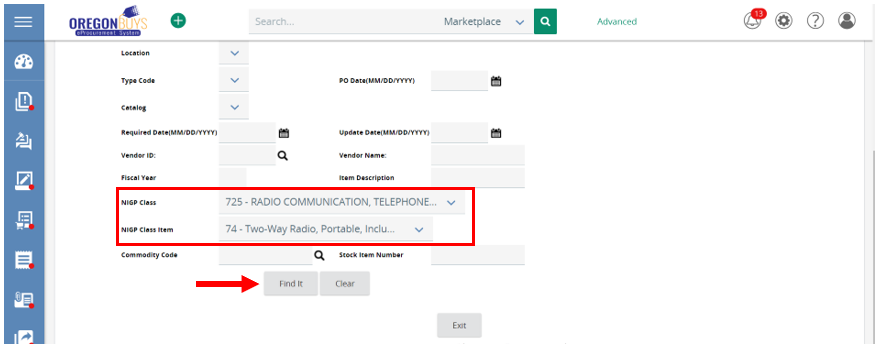 OREGONBUYS
eProcurement System
Search...
Marketplace
Advanced
13
Location
Type Code
PO Date(MM/DD/YYYY)
Catalog
Required Date(MM/DD/YYYY)
Update Date(MM/DD/YYYY)
Vendor ID:
Vendor Name:
Fiscal Year
Item Description
NIGP Class
725 - RADIO COMMUNICATION, TELEPHONE...
NIGP Class Item
74 - Two-Way Radio, Portable, Inclu...
Commodity Code
Stock Item Number
Find It
Clear
Exit